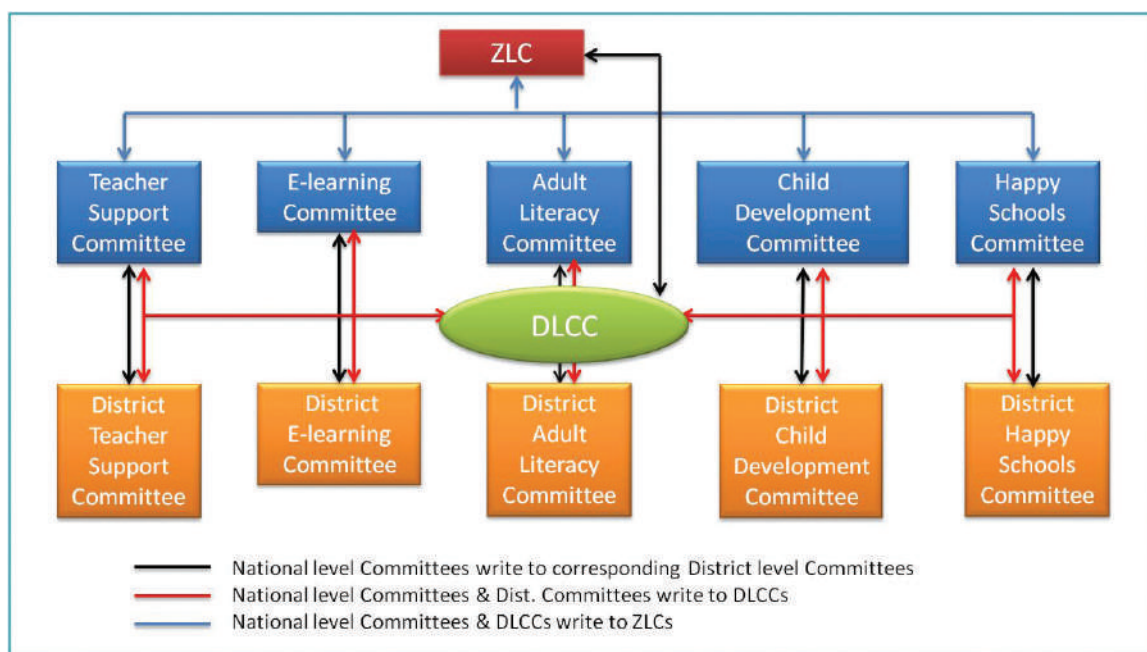 ZLC
Teacher
Support
Committee
E-learning
Committee
Adult
Literacy
Committee
Child
Development
Committee
Happy
Schools
Committee
DLCC
District
Teacher
Support
Committee
District
E-learning
Committee
District
Adult
Literacy
Committee
District
Child
Development
Committee
District
Happy
Schools
Committee
National level Committees write to corresponding District level Committees
National level Committees & Dist. Committees write to DLCCs
National level Committees & DLCCs write to ZLCs